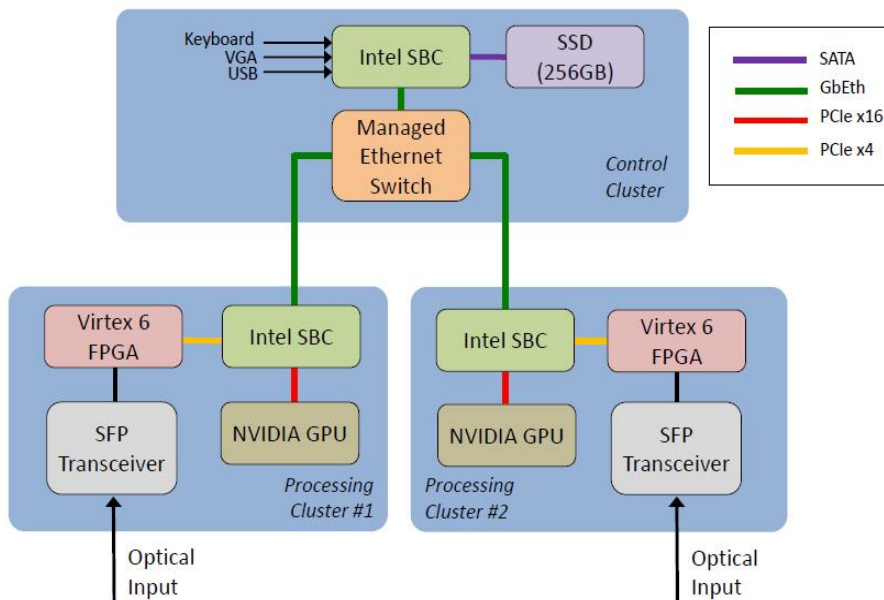 Keyboard
VGA
USB
Intel SBC
SSD
(256GB)
Managed
Ethernet
Switch
Control
Cluster
SATA
GbEth
PCIe x16
PCIe x4
Virtex 6
FPGA
Intel SBC
SFP
Transceiver
NVIDIA GPU
Processing
Cluster #1
Optical
Input
Intel SBC
Virtex 6
FPGA
NVIDIA GPU
SFP
Transceiver
Processing
Cluster #2
Optical
Input